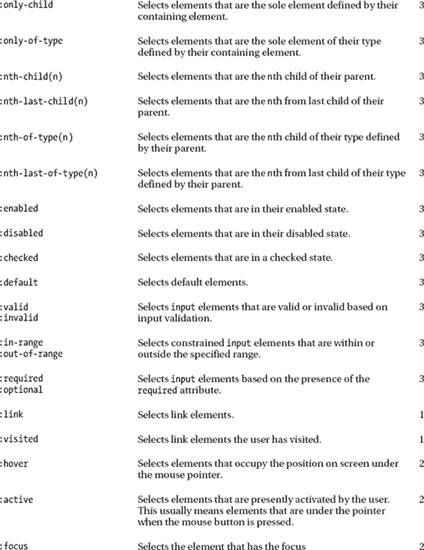 :only-child Selects elements that are the sole element defined by their 3
containing element.
:only-of-type Selects elements that are the sole element of their type 3
defined by their containing element.
:nth-child(n) Selects elements that are the nth child of their parent. 3
:nth-last-child(n) Selects elements that are the nth from last child of their 3
parent.
:nth-of-type(n) Selects elements that are the nth child of their type defined 3
by their parent.
:nth-last-of-type(n) Selects elements that are the nth from last child of their type 3
defined by their parent.
:enabled Selects elements that are in their enabled state. 3
:disabled Selects elements that are in their disabled state. 3
:checked Selects elements that are in a checked state. 3
:default Selects default elements. 3
:valid Selects input elements that are valid or invalid based on 3
:invalid input validation.
:in-range Selects constrained input elements that are within or 3
:out-of-range outside the specified range.
:required Selects input elements based on the presence of the 3
:optional required attribute.
:link Selects link elements. 1
:visited Selects link elements the user has visited. 1
:hover Selects elements that occupy the position on screen under 2
the mouse pointer.
:active Selects elements that are presently activated by the user. 2
This usually means elements that are under the pointer
when the mouse button is pressed.
:focus Selects the element that has the focus 2